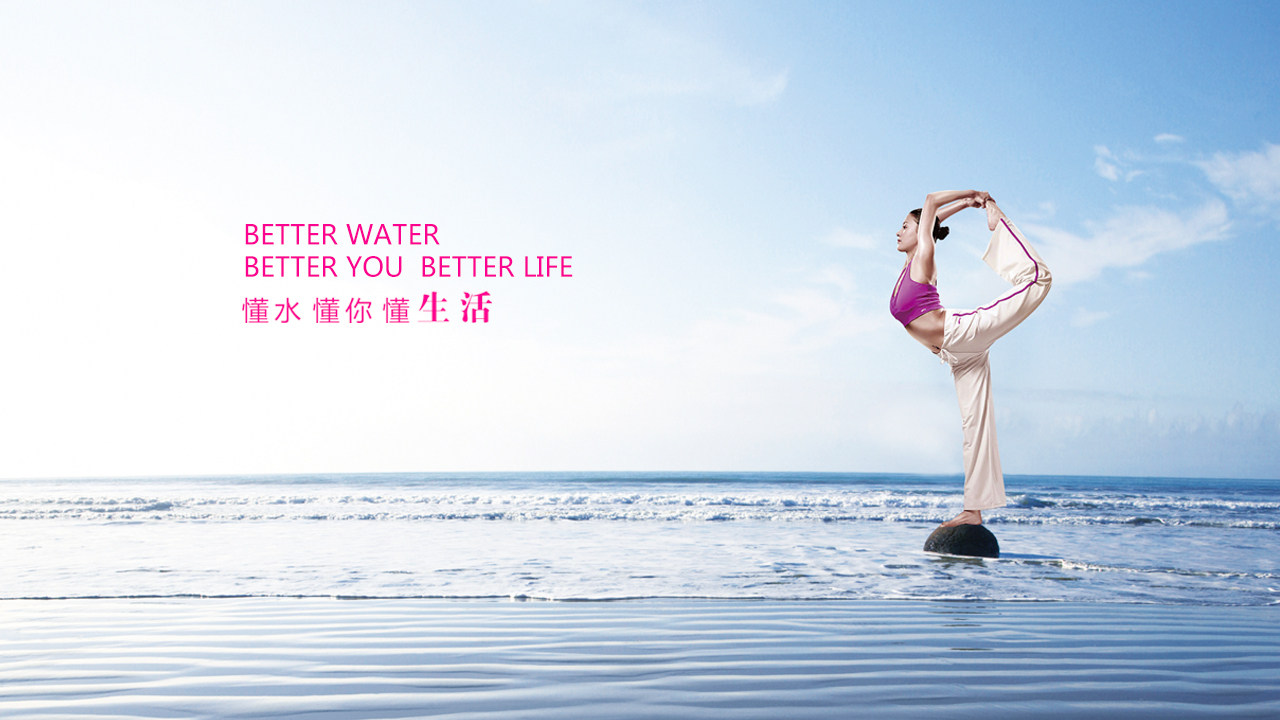 BETTER WATER
BETTER YOU  BETTER LIFE
懂水 懂你 懂生活